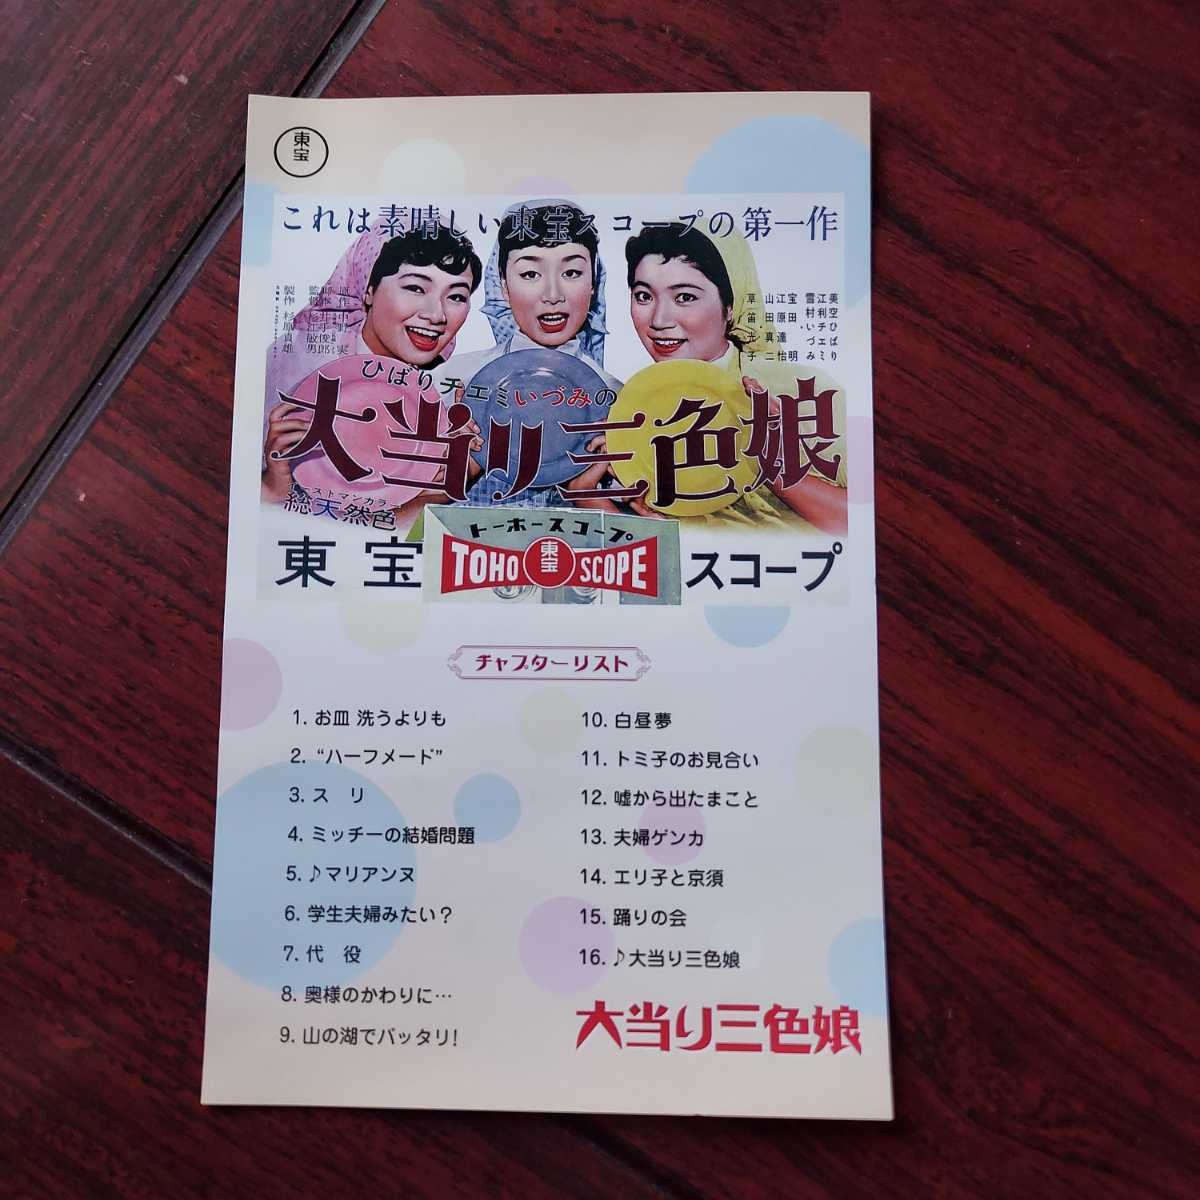 東宝
これは素晴しい東宝スコープの第一作
美空ひばり
江利チエミ
雪村いづみ
宝田明
江原達怡
山田真二
草笛光子
ひばりチエミいづみの
大当り三色娘
イーストマンカラー
総天然色
東宝
トーホースコープ
TOHO 東宝 SCOPE
スコープ
チャプターリスト
1. お皿 洗うよりも
2. “ハーフメード”
3. ス リ
4. ミッチーの結婚問題
5. ♪マリアンヌ
6. 学生夫婦みたい?
7. 代 役
8. 奥様のかわりに…
9. 山の湖でバッタリ!
10. 白昼夢
11. トミ子のお見合い
12. 嘘から出たまこと
13. 夫婦ゲンカ
14. エリ子と京須
15. 踊りの会
16. ♪大当り三色娘
大当り三色娘